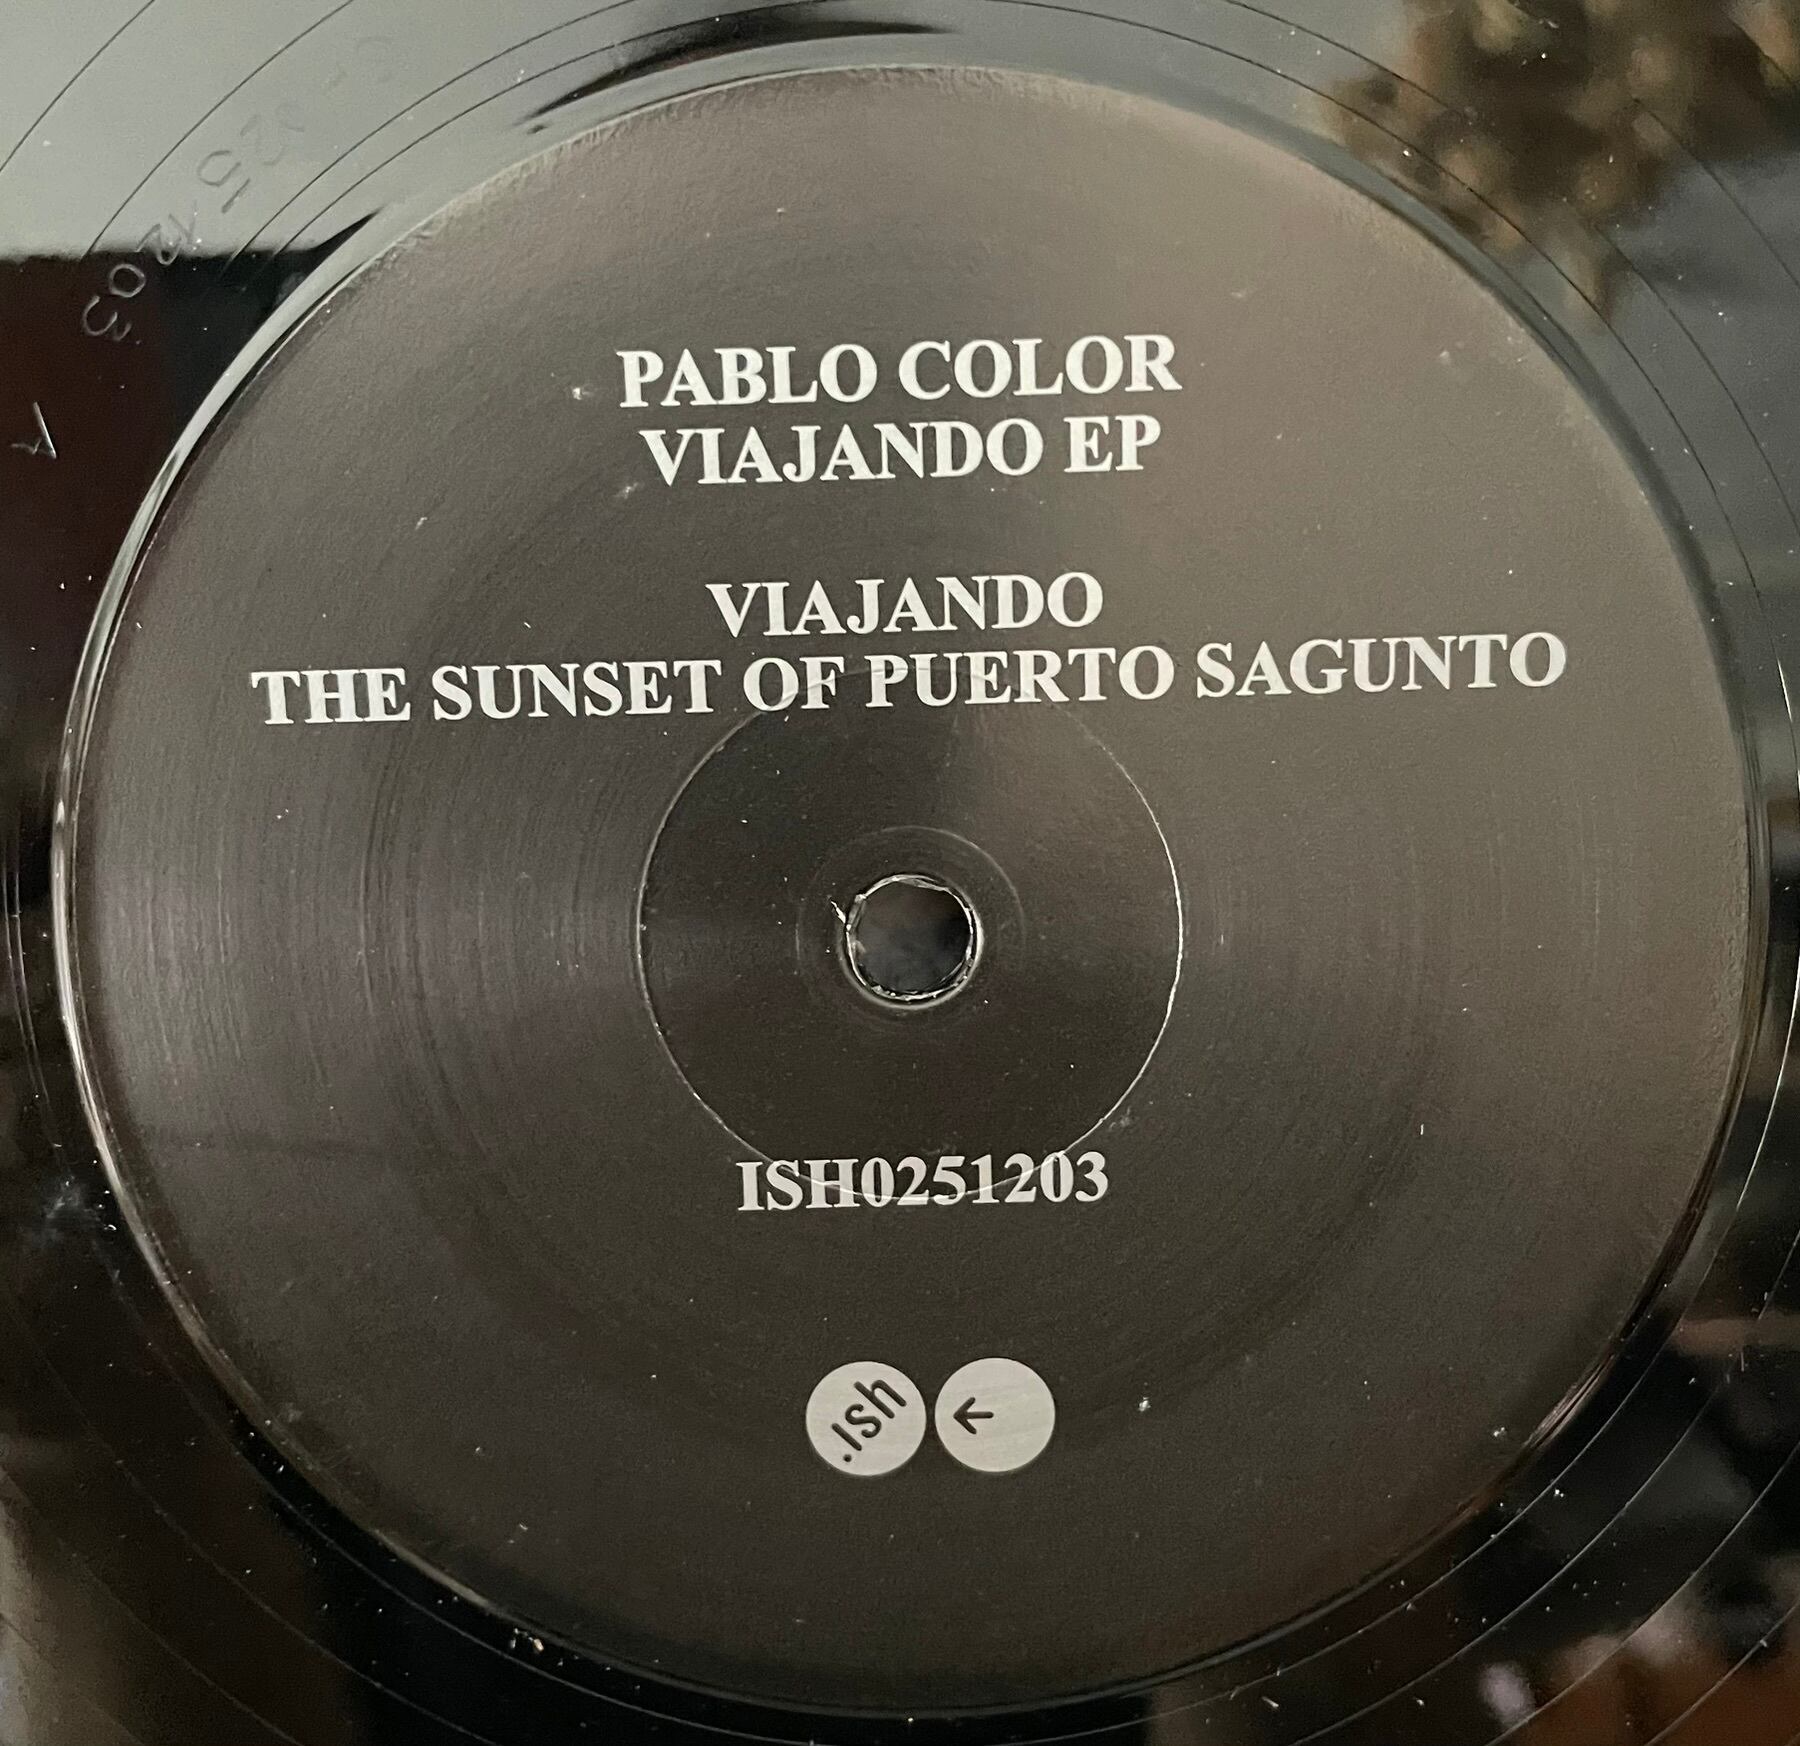 PABLO COLOR
VIAJANDO EP
VIAJANDO
THE SUNSET OF PUERTO SAGUNTO
ISH0251203
.ish
A